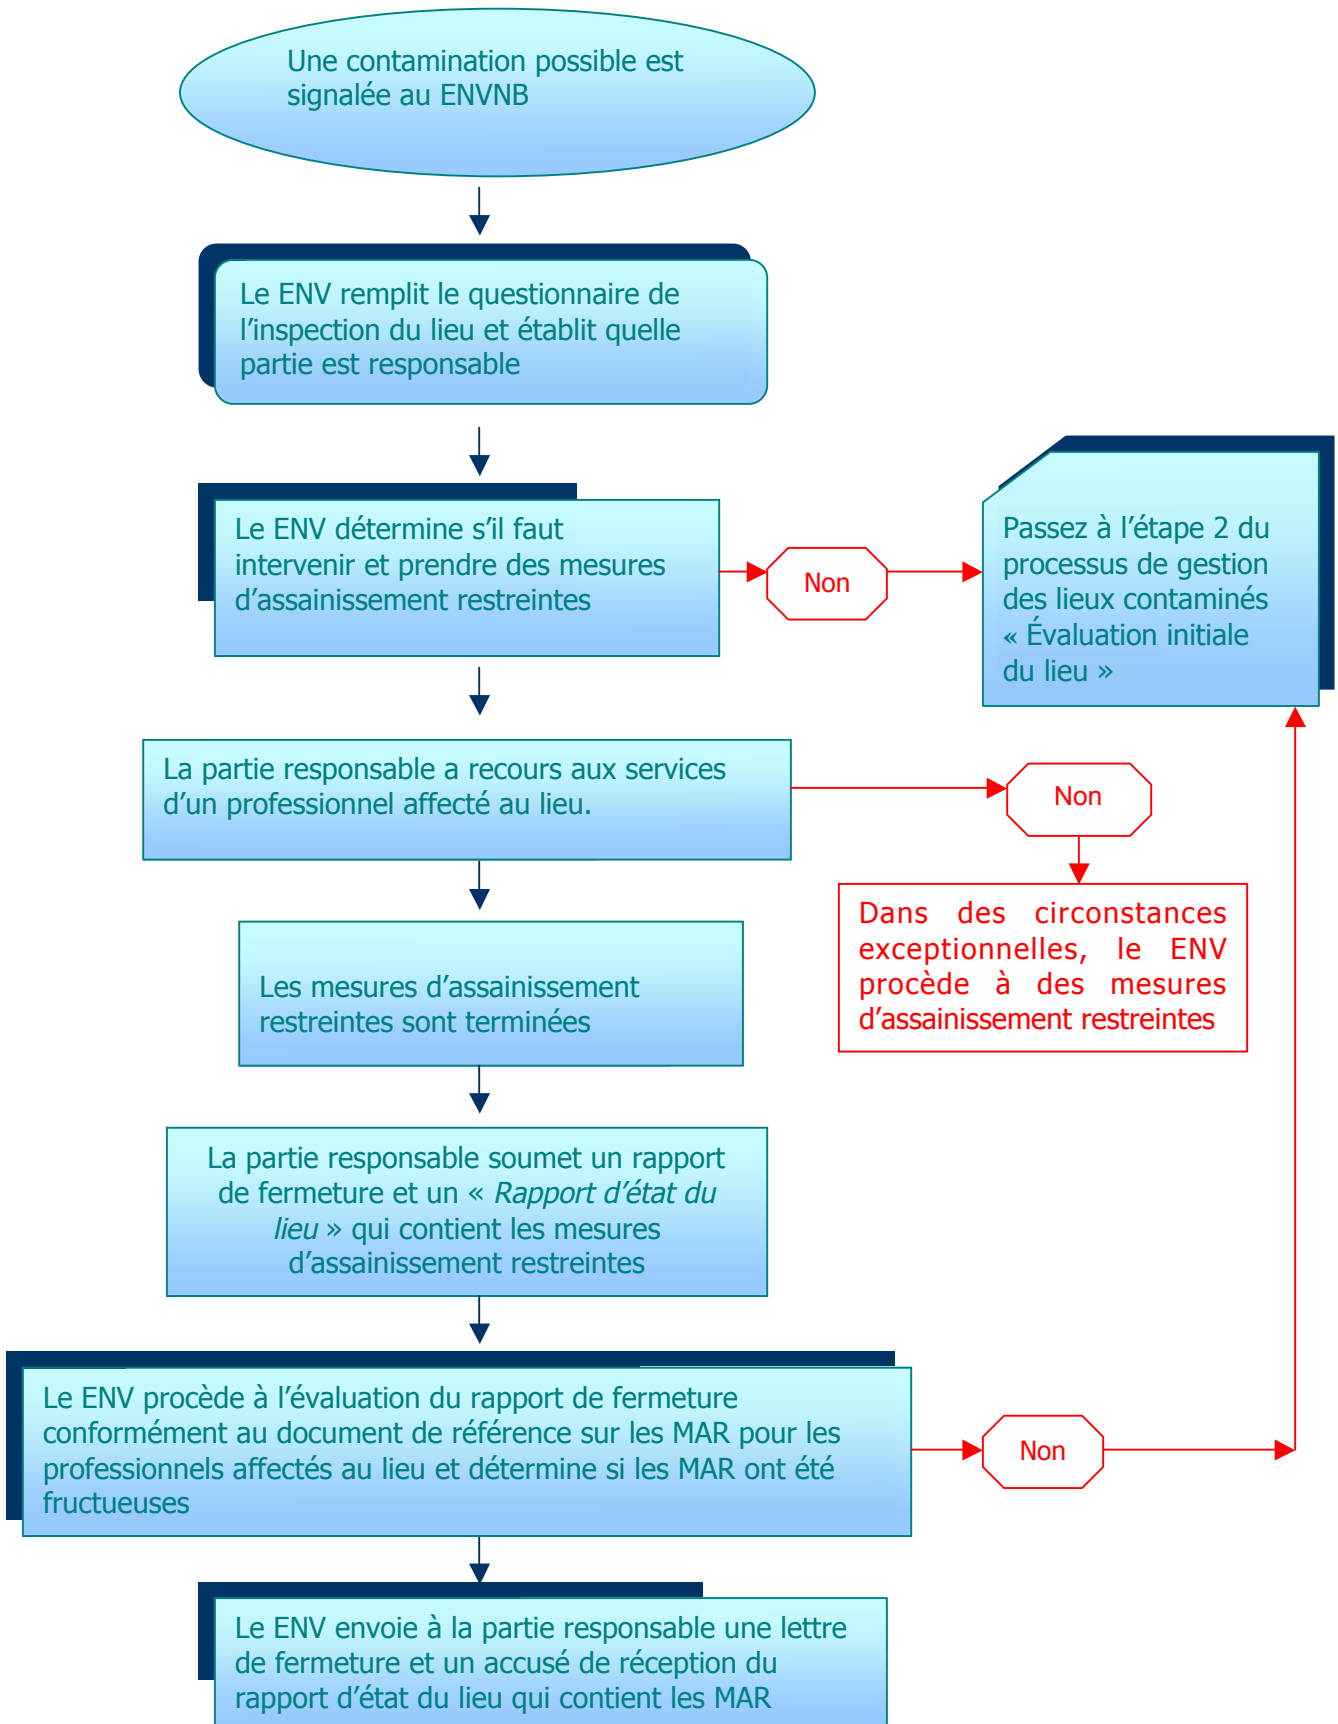 Une contamination possible est
signalée au ENVNB
Le ENV remplit le questionnaire de
l’inspection du lieu et établit quelle
partie est responsable
Le ENV détermine s’il faut
intervenir et prendre des mesures
d’assainissement restreintes
Non
Passez à l’étape 2 du
processus de gestion
des lieux contaminés
« Évaluation initiale
du lieu »
La partie responsable a recours aux services
d’un professionnel affecté au lieu.
Non
Dans des circonstances
exceptionnelles, le ENV
procède à des mesures
d’assainissement restreintes
Les mesures d’assainissement
restreintes sont terminées
La partie responsable soumet un rapport
de fermeture et un « Rapport d’état du
lieu » qui contient les mesures
d’assainissement restreintes
Le ENV procède à l’évaluation du rapport de fermeture
conformément au document de référence sur les MAR pour les
professionnels affectés au lieu et détermine si les MAR ont été
fructueuses
Non
Le ENV envoie à la partie responsable une lettre
de fermeture et un accusé de réception du
rapport d’état du lieu qui contient les MAR